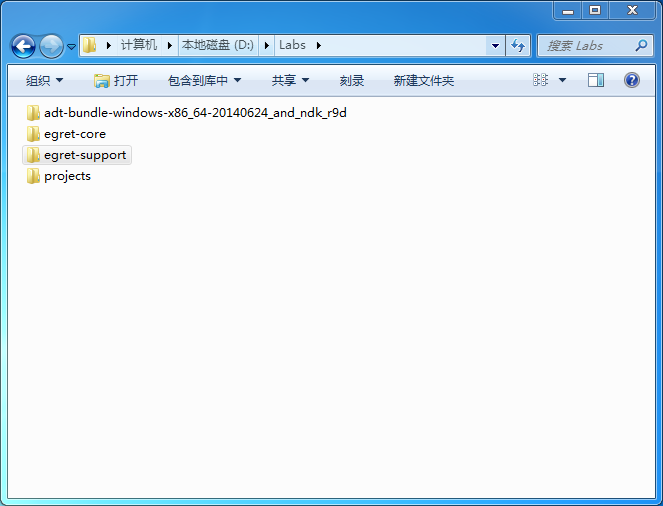 计算机 本地磁盘 (D:) Labs 搜索 Labs
组织 打开 包含到库中 共享 刻录 新建文件夹
adt-bundle-windows-x86_64-20140624_and_ndk_r9d
egret-core
egret-support
projects